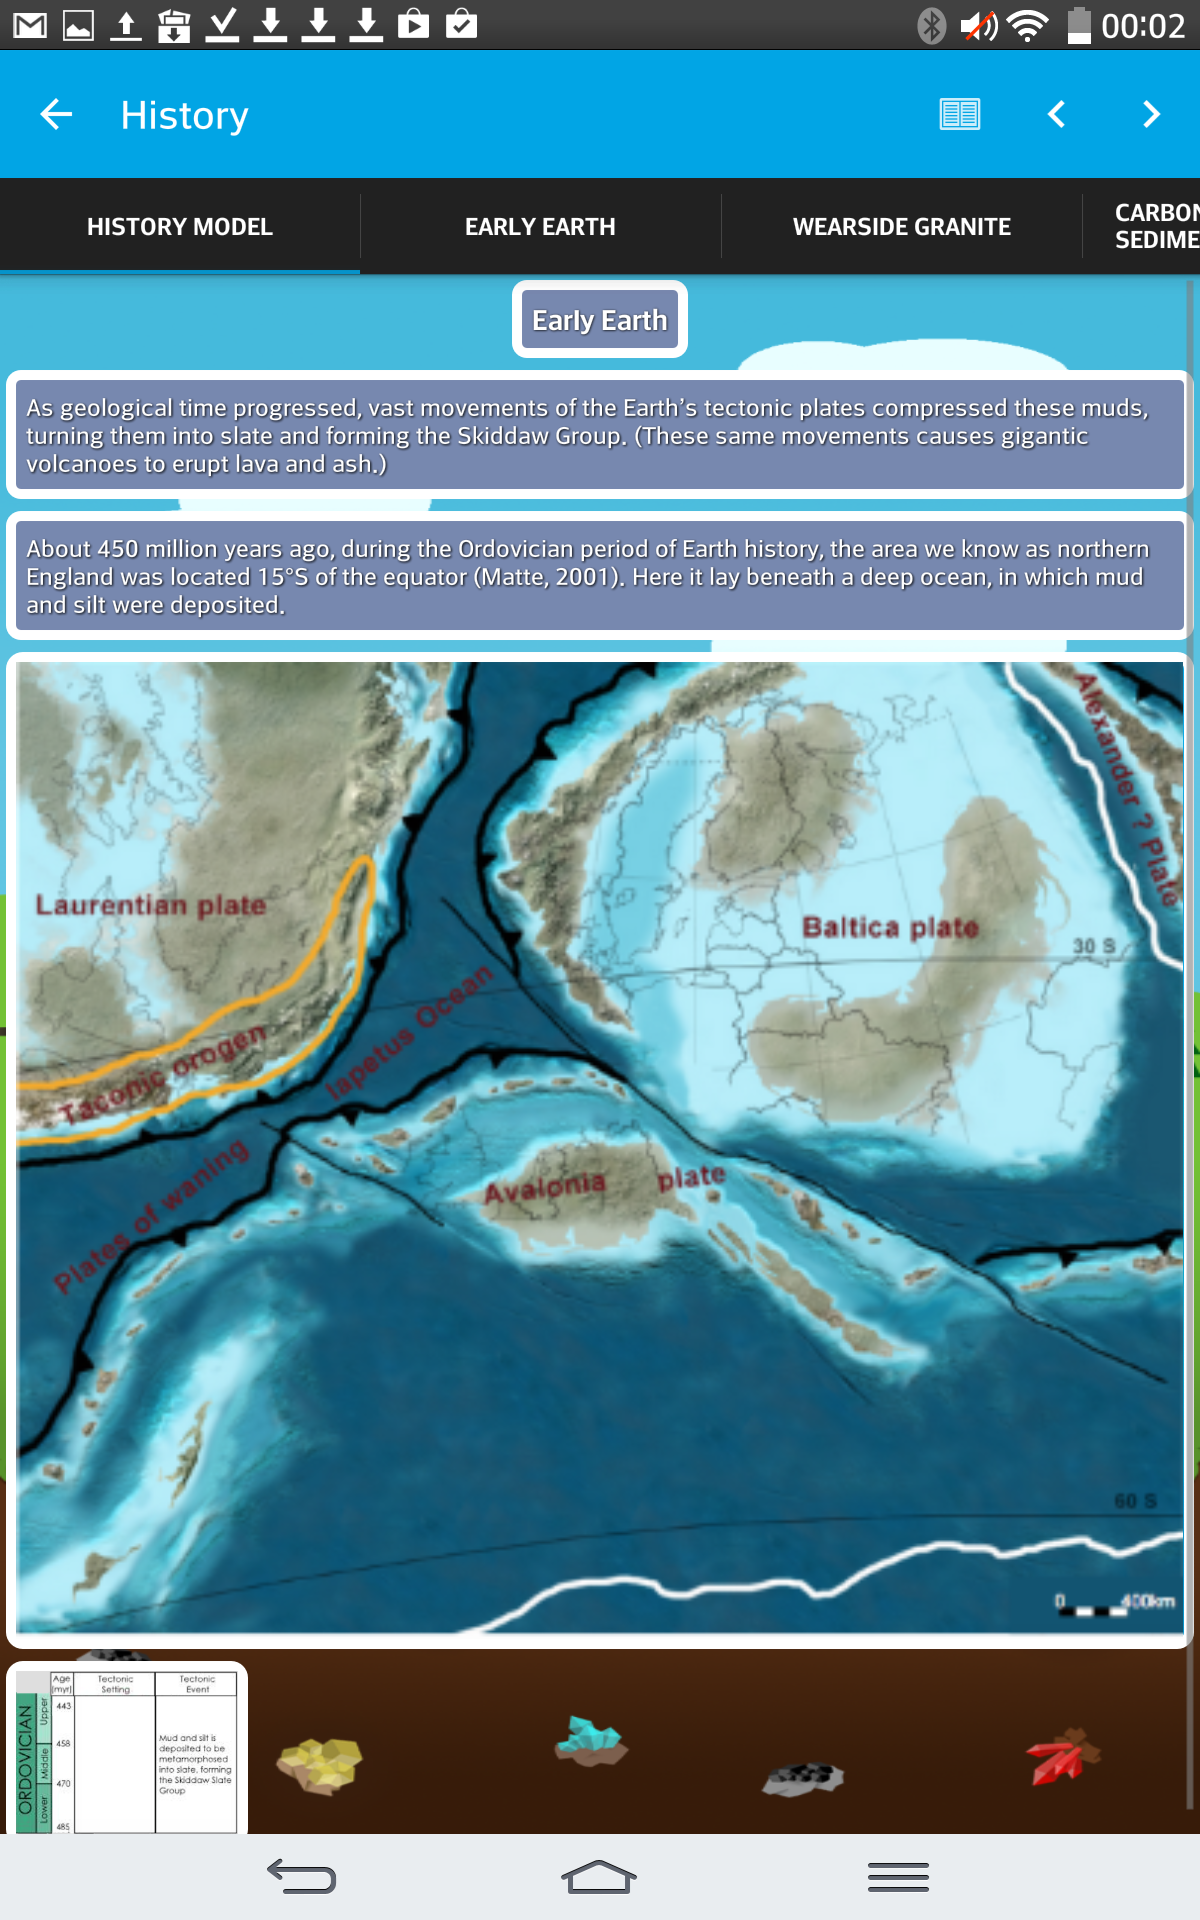 00:02
History
HISTORY MODEL
EARLY EARTH
WEARSIDE GRANITE
CARBON
SEDIME
Early Earth
As geological time progressed, vast movements of the Earth's tectonic plates compressed these muds,
turning them into slate and forming the Skiddaw Group. (These same movements causes gigantic
volcanoes to erupt lava and ash.)
About 450 million years ago, during the Ordovician period of Earth history, the area we know as northern
England was located 15°S of the equator (Matte, 2001). Here it lay beneath a deep ocean, in which mud
and silt were deposited.
Alexander ? Plate
Laurentian plate
Baltica plate
30 S
Iapetus Ocean
Taconic orogen
Plates of waning
Avalonia plate
60 S
0 400km
Age
(myr)
Tectonic
Setting
Tectonic
Event
ORDOVICIAN
Upper
Middle
Lower
443
458
470
485
Mud and silt is
deposited to be
metamorphosed
into slate, forming
the Skiddaw Slate
Group